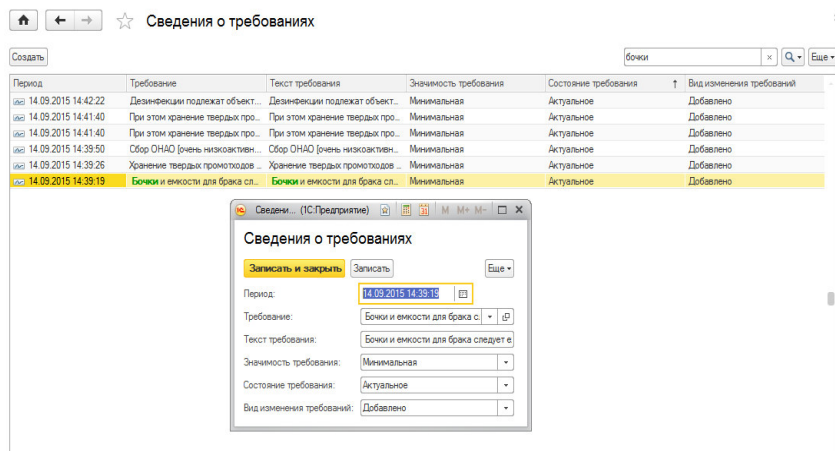 Сведения о требованиях
Создать бочки × Еще
Период Требование Текст требования Значимость требования Состояние требования ↑ Вид изменения требований
14.09.2015 14:42:22 Дезинфекции подлежат объект... Дезинфекции подлежат объект... Минимальная Актуальное Добавлено
14.09.2015 14:41:40 При этом хранение твердых про... При этом хранение твердых про... Минимальная Актуальное Добавлено
14.09.2015 14:41:40 При этом хранение твердых про... При этом хранение твердых про... Минимальная Актуальное Добавлено
14.09.2015 14:39:50 Сбор ОНАО [очень низкоактивн... Сбор ОНАО [очень низкоактивн... Минимальная Актуальное Добавлено
14.09.2015 14:39:26 Хранение твердых промотходов ... Хранение твердых промотходов ... Минимальная Актуальное Добавлено
14.09.2015 14:39:19 Бочки и емкости для брака сл... Бочки и емкости для брака сл... Минимальная Актуальное Добавлено
Сведени... (1С:Предприятие) 31 M M+ M-
Сведения о требованиях
Записать и закрыть Записать Еще
Период: 14.09.2015 14:39:19
Требование: Бочки и емкости для брака с
Текст требования: Бочки и емкости для брака следует е
Значимость требования: Минимальная
Состояние требования: Актуальное
Вид изменения требований: Добавлено